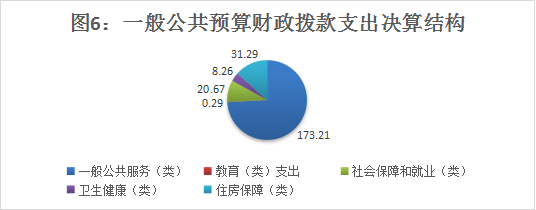 图6：一般公共预算财政拨款支出决算结构
31.29
8.26
20.67
0.29
173.21
一般公共服务（类） 教育（类）支出 社会保障和就业（类）
卫生健康（类） 住房保障（类）